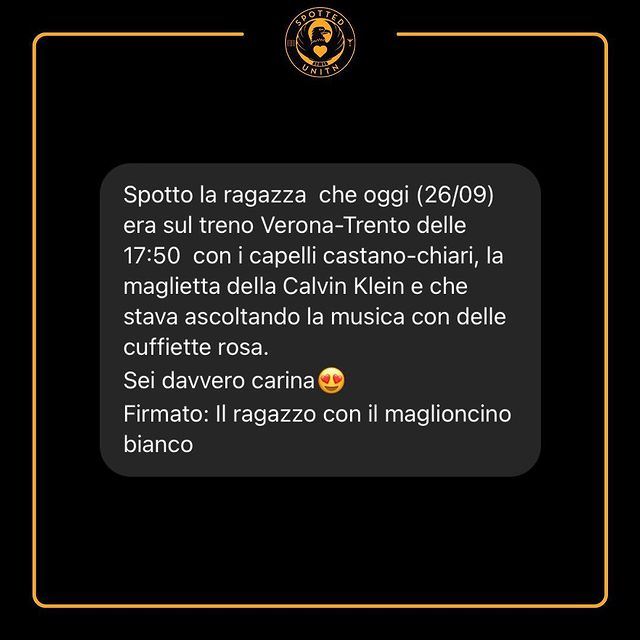 SPOTTED
UNITN
Spotto la ragazza  che oggi (26/09)
era sul treno Verona-Trento delle
17:50  con i capelli castano-chiari, la
maglietta della Calvin Klein e che
stava ascoltando la musica con delle
cuffiette rosa.
Sei davvero carina😍
Firmato: Il ragazzo con il maglioncino
bianco